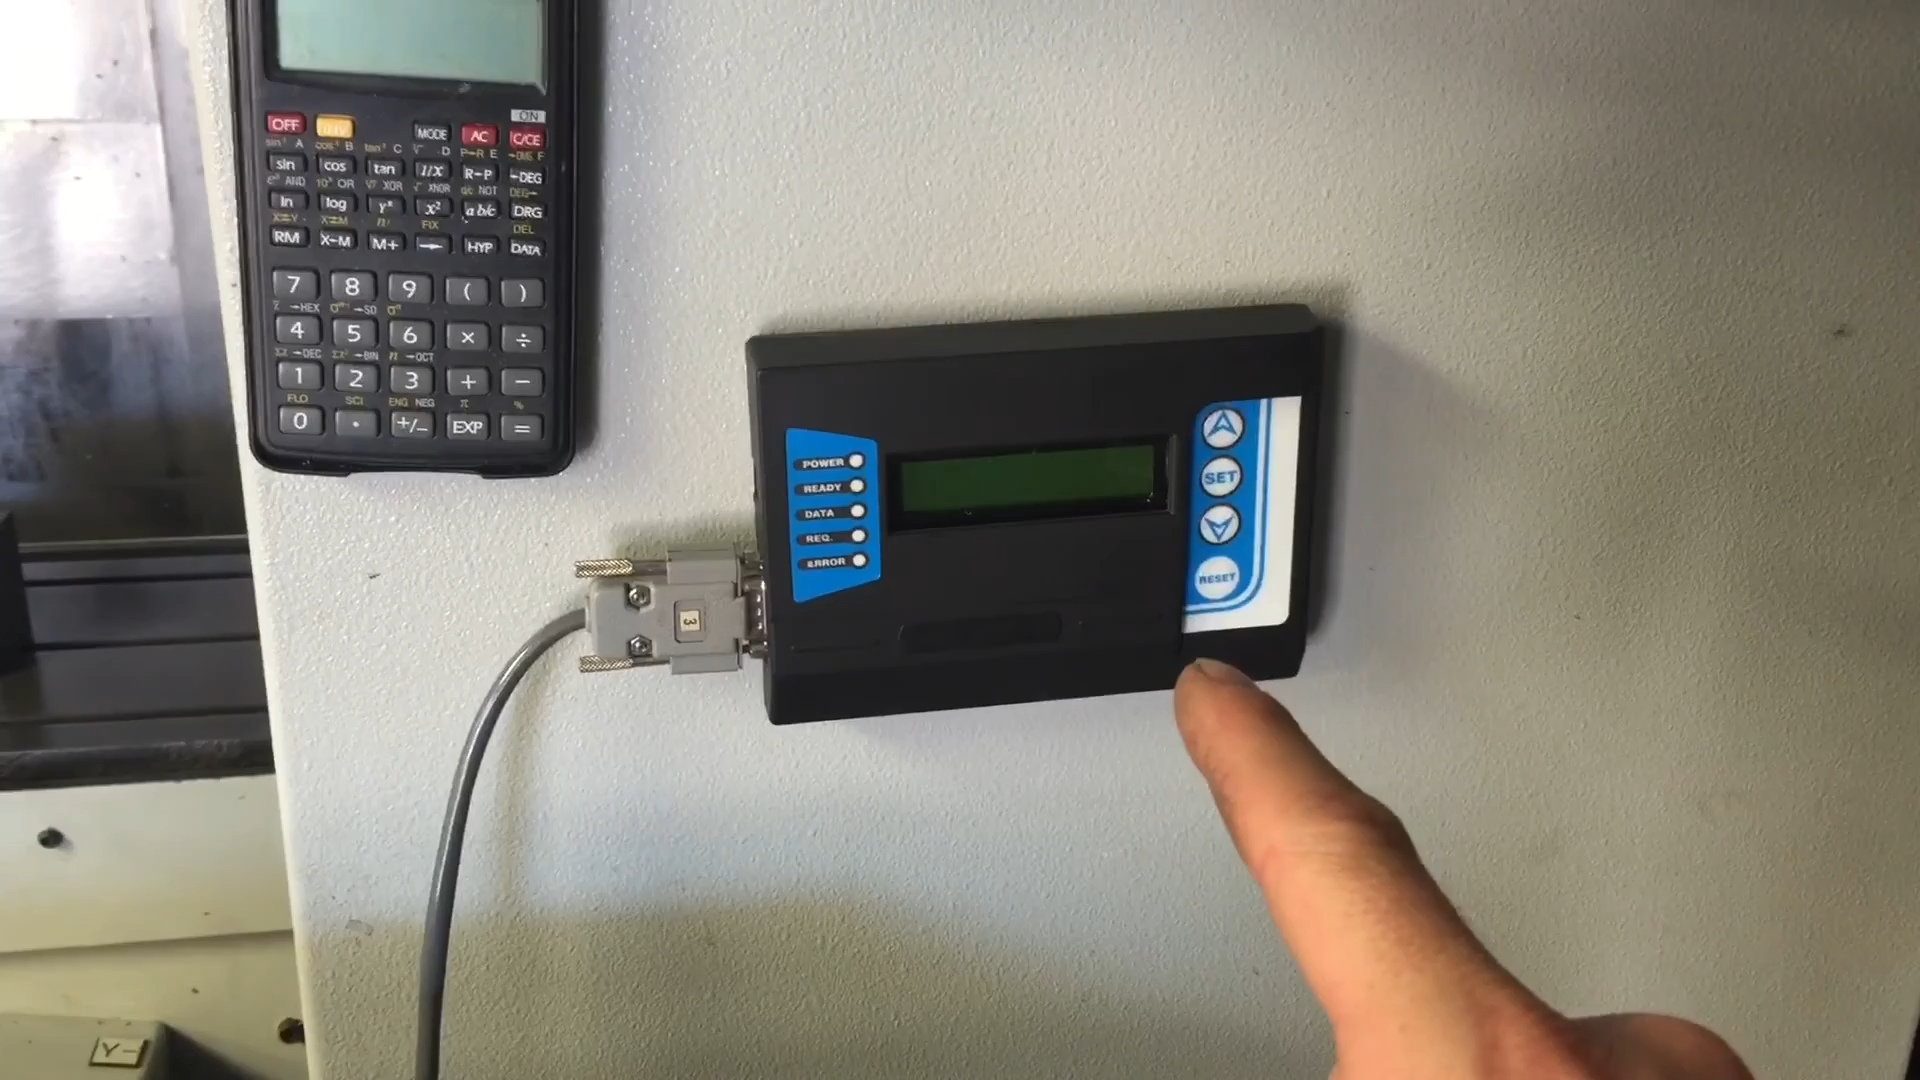 ON
OFF INV MODE AC C/CE
sin⁻¹ A cos⁻¹ B tan⁻¹ C D P→R E →DMS F
sin cos tan 1/X R→P →DEG
AND 10ˣ OR XOR XNOR NOT DEG→
ln log Yˣ x² a b/c DRG
X⇄Y X⇄M n! FIX DEL
RM X→M M+ → HYP DATA
7 8 9 ( )
→HEX →SD
4 5 6 × ÷
Σx →DEC Σx² →BIN n →OCT
1 2 3 + −
FLO SCI ENG NEG π %
0 • +/− EXP =
POWER
READY
DATA
REQ.
ERROR
SET
RESET
3
Y−